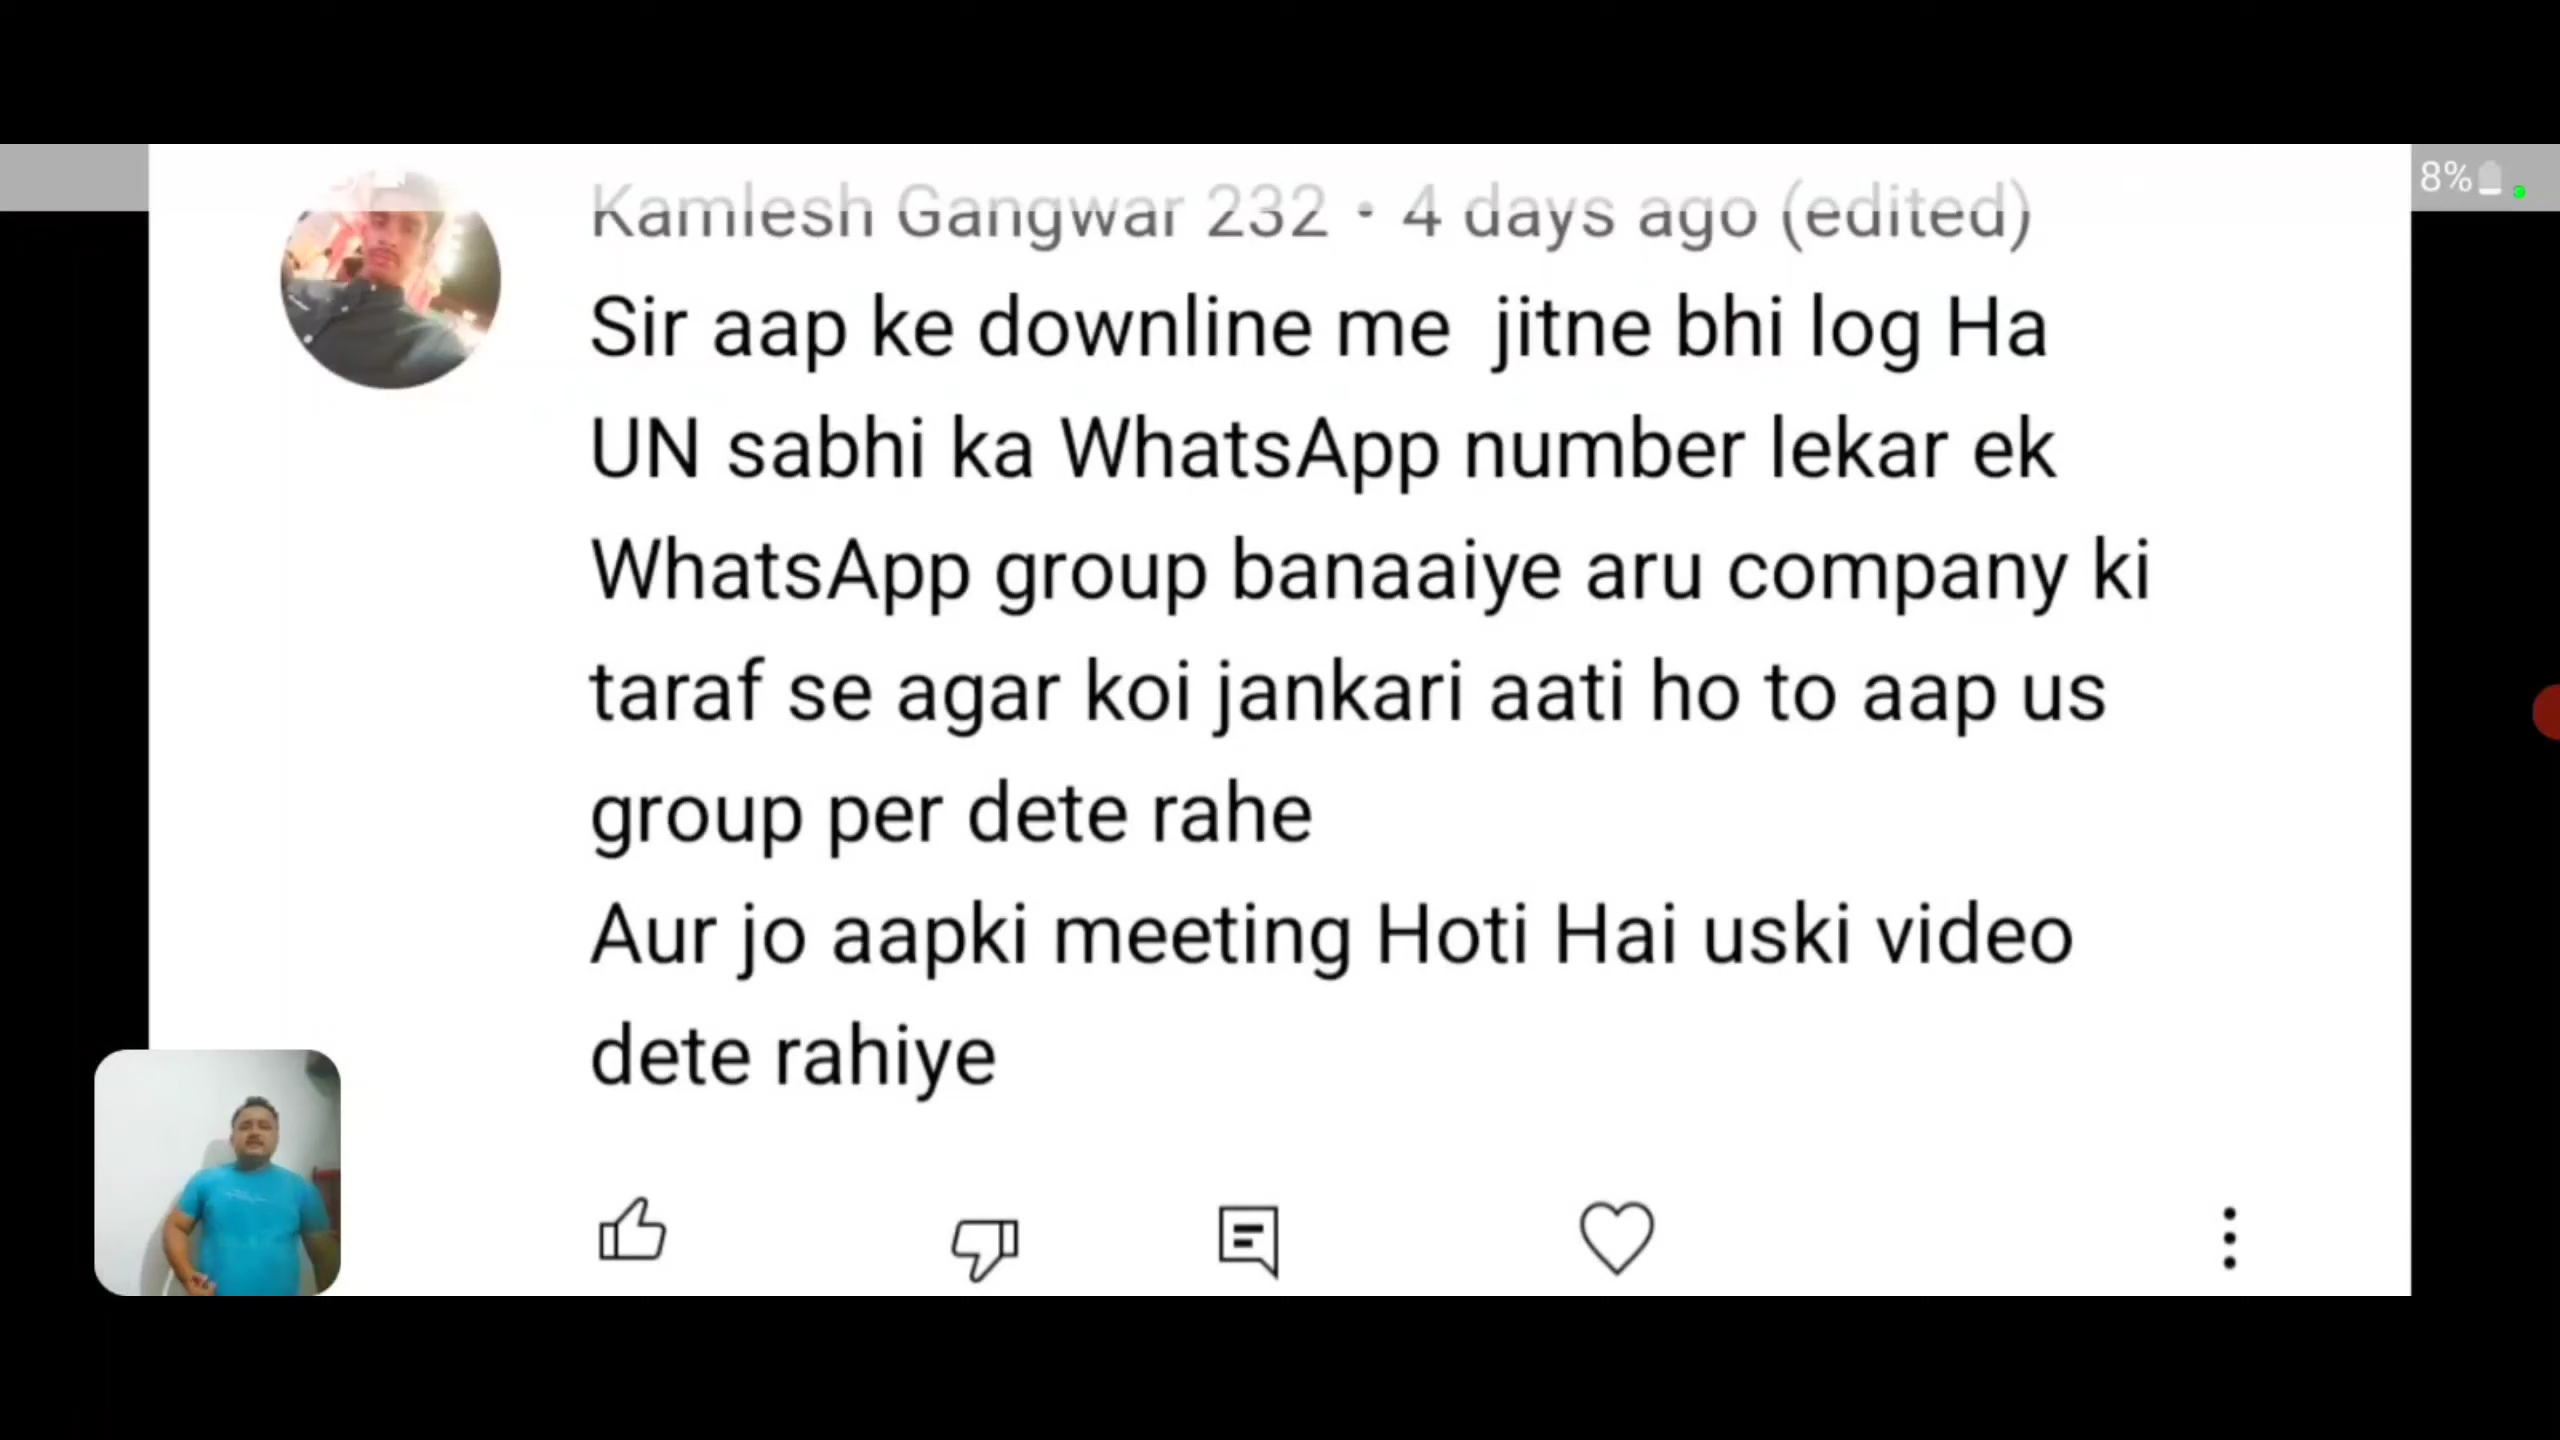 Kamlesh Gangwar 232 • 4 days ago (edited)
8%
Sir aap ke downline me  jitne bhi log Ha
UN sabhi ka WhatsApp number lekar ek
WhatsApp group banaaiye aru company ki
taraf se agar koi jankari aati ho to aap us
group per dete rahe
Aur jo aapki meeting Hoti Hai uski video
dete rahiye